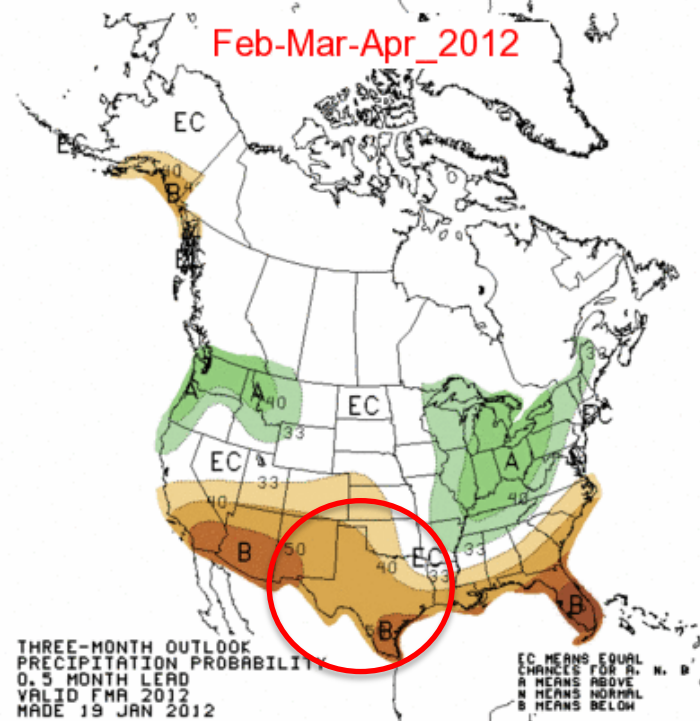 Feb-Mar-Apr_2012
EC
EC
40
B
A
A
40
33
EC
33
EC
33
40
A
40
EC
33
33
40
33
B
50
B
B
THREE-MONTH OUTLOOK
PRECIPITATION PROBABILITY
0.5 MONTH LEAD
VALID FMA 2012
MADE 19 JAN 2012
EC MEANS EQUAL
CHANCES FOR A, N, B
A MEANS ABOVE
N MEANS NORMAL
B MEANS BELOW